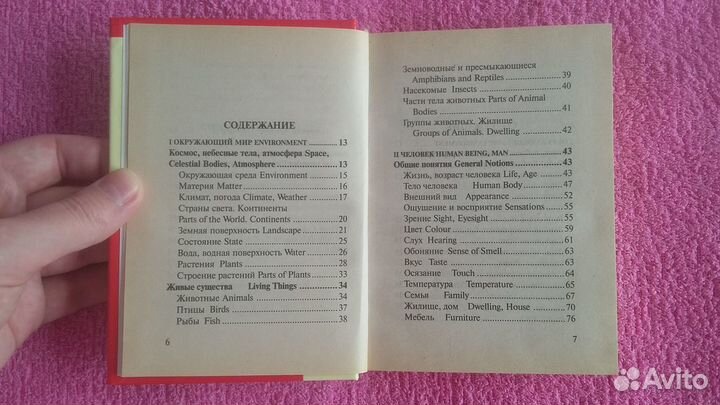 СОДЕРЖАНИЕ
I ОКРУЖАЮЩИЙ МИР ENVIRONMENT ............ 13
Космос, небесные тела, атмосфера Space,
Celestial Bodies, Atmosphere ............ 13
Окружающая среда Environment ............ 15
Материя Matter ............ 16
Климат, погода Climate, Weather ............ 17
Страны света. Континенты
Parts of the World. Continents ............ 20
Земная поверхность Landscape ............ 21
Состояние State ............ 25
Вода, водная поверхность Water ............ 26
Растения Plants ............ 28
Строение растений Parts of Plants ............ 33
Живые существа Living Things ............ 34
Животные Animals ............ 34
Птицы Birds ............ 37
Рыбы Fish ............ 38
6
Земноводные и пресмыкающиеся
Amphibians and Reptiles ............ 39
Насекомые Insects ............ 40
Части тела животных Parts of Animal
Bodies ............ 41
Группы животных. Жилище
Groups of Animals. Dwelling ............ 42
II ЧЕЛОВЕК HUMAN BEING, MAN ............ 43
Общие понятия General Notions ............ 43
Жизнь, возраст человека Life, Age ............ 43
Тело человека Human Body ............ 47
Внешний вид Appearance ............ 52
Ощущение и восприятие Sensations ............ 55
Зрение Sight, Eyesight ............ 55
Цвет Colour ............ 59
Слух Hearing ............ 61
Обоняние Sense of Smell ............ 63
Вкус Taste ............ 63
Осязание Touch ............ 64
Температура Temperature ............ 65
Семья Family ............ 67
Жилище, дом Dwelling, House ............ 70
Мебель Furniture ............ 76
7
Avito